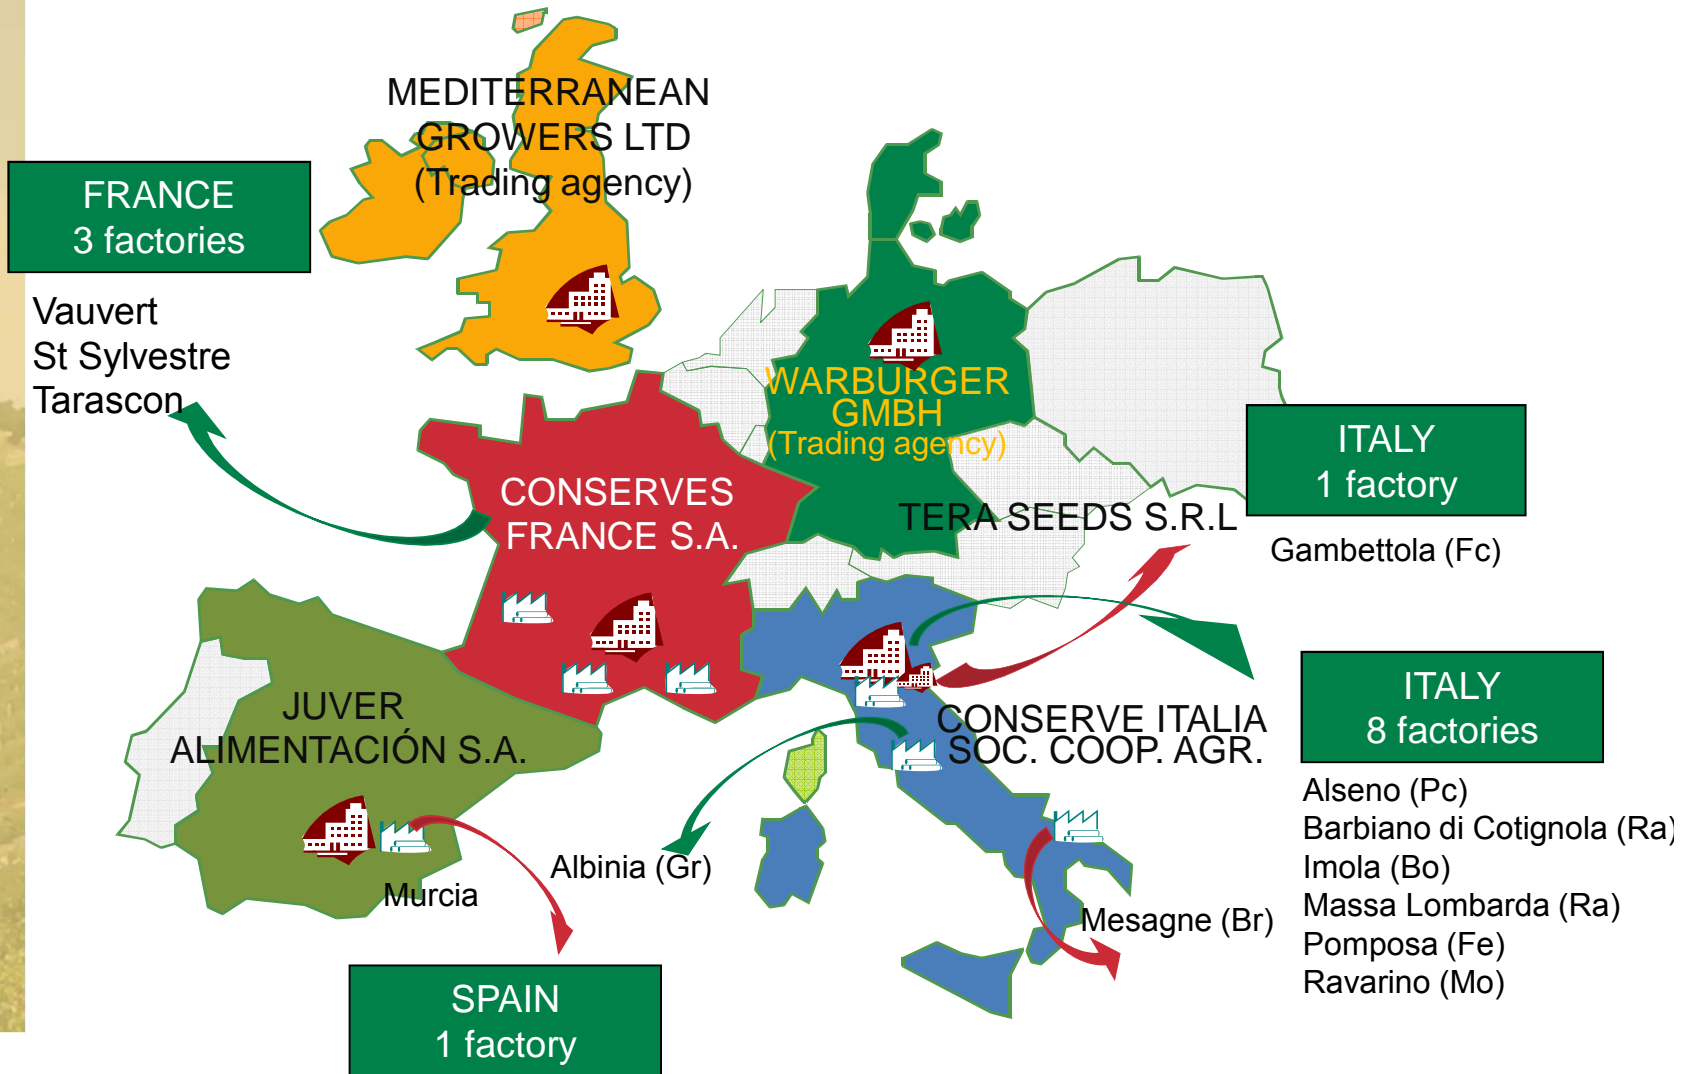 MEDITERRANEAN
GROWERS LTD
(Trading agency)
FRANCE
3 factories
Vauvert
St Sylvestre
Tarascon
WARBURGER
GMBH
(Trading agency)
ITALY
1 factory
Gambettola (Fc)
CONSERVES
FRANCE S.A.
TERA SEEDS S.R.L
JUVER
ALIMENTACIÓN S.A.
CONSERVE ITALIA
SOC. COOP. AGR.
ITALY
8 factories
Alseno (Pc)
Barbiano di Cotignola (Ra)
Imola (Bo)
Massa Lombarda (Ra)
Pomposa (Fe)
Ravarino (Mo)
Albinia (Gr)
Murcia
Mesagne (Br)
SPAIN
1 factory